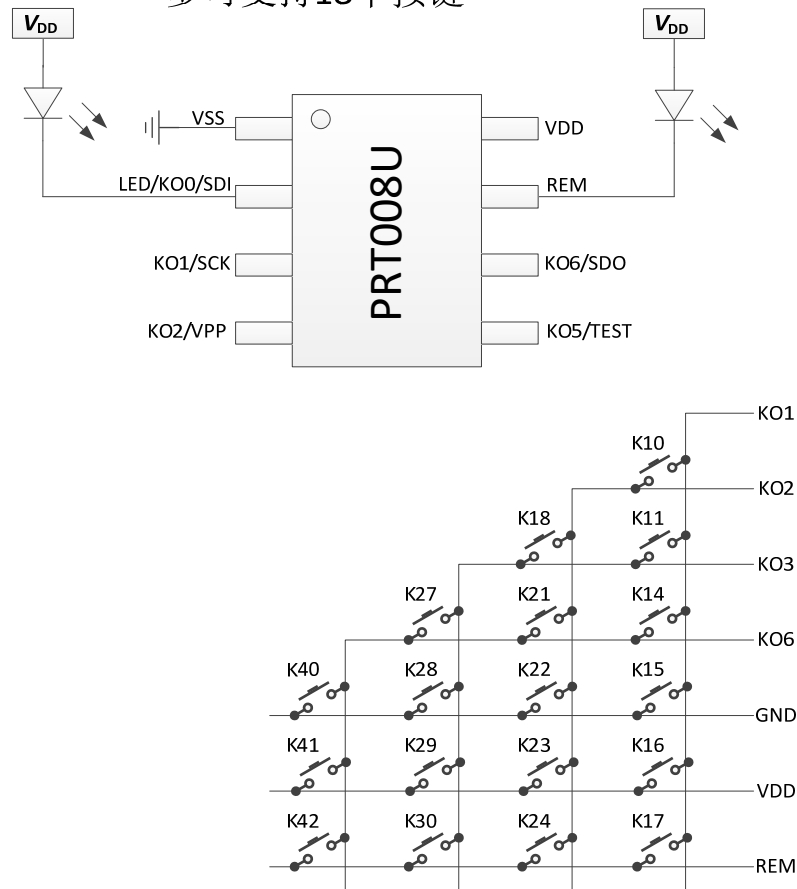 VDD VDD
VSS VDD
LED/KO0/SDI REM
PRT008U
KO1/SCK KO6/SDO
KO2/VPP KO5/TEST
KO1
K10
KO2
K18 K11
KO3
K27 K21 K14
KO6
K40 K28 K22 K15
GND
K41 K29 K23 K16
VDD
K42 K30 K24 K17
REM